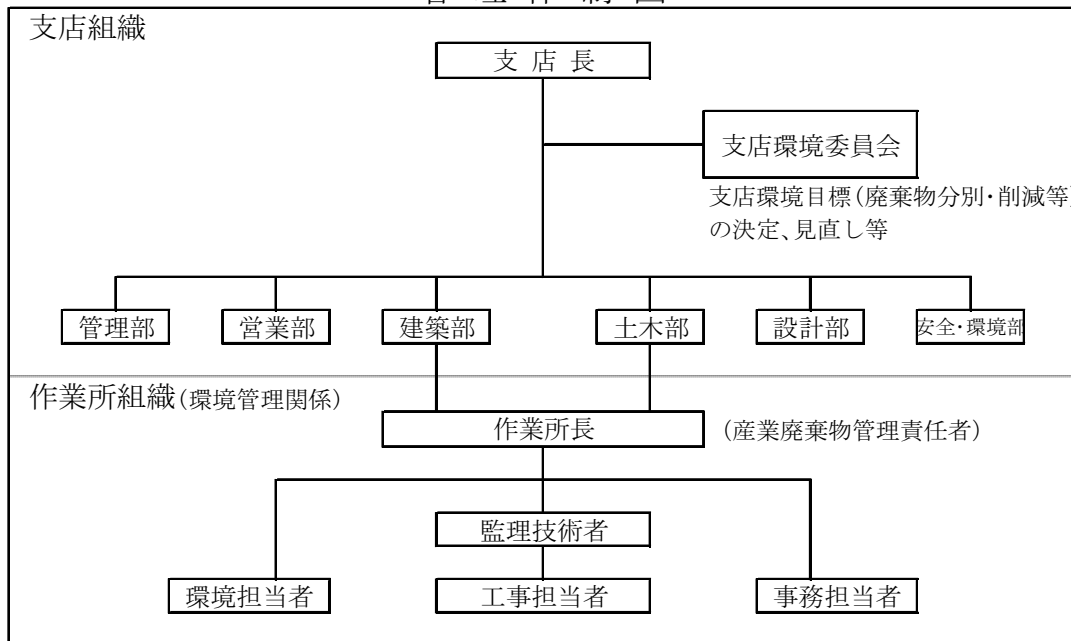 支店組織
支 店 長
支店環境委員会
支店環境目標(廃棄物分別・削減等)
の決定、見直し等
管理部 営業部 建築部 土木部 設計部 安全・環境部
作業所組織(環境管理関係)
作業所長 (産業廃棄物管理責任者)
監理技術者
環境担当者 工事担当者 事務担当者